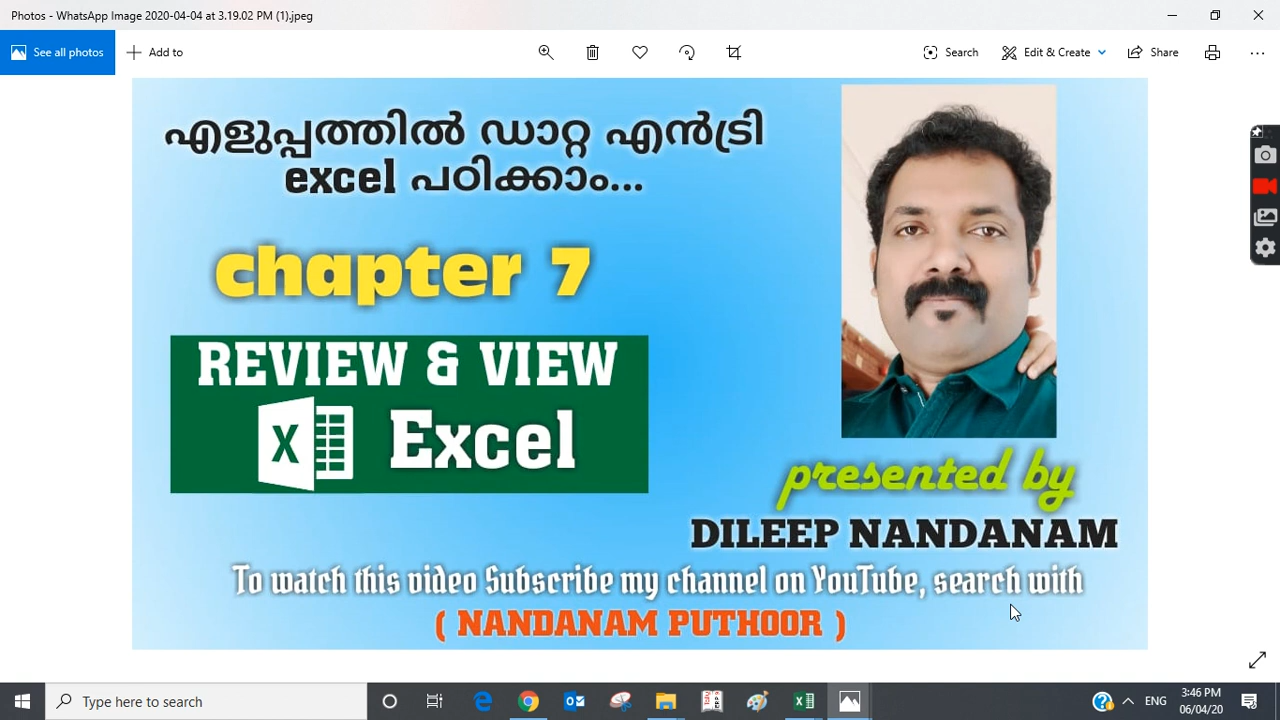 Photos - WhatsApp Image 2020-04-04 at 3.19.02 PM (1).jpeg
See all photos
Add to
Search
Edit & Create
Share
എളുപ്പത്തിൽ ഡാറ്റ എൻട്രി
excel പഠിക്കാം...
chapter 7
REVIEW & VIEW
X
Excel
presented by
DILEEP NANDANAM
To watch this video Subscribe my channel on YouTube, search with
( NANDANAM PUTHOOR )
Type here to search
ENG
3:46 PM
06/04/20